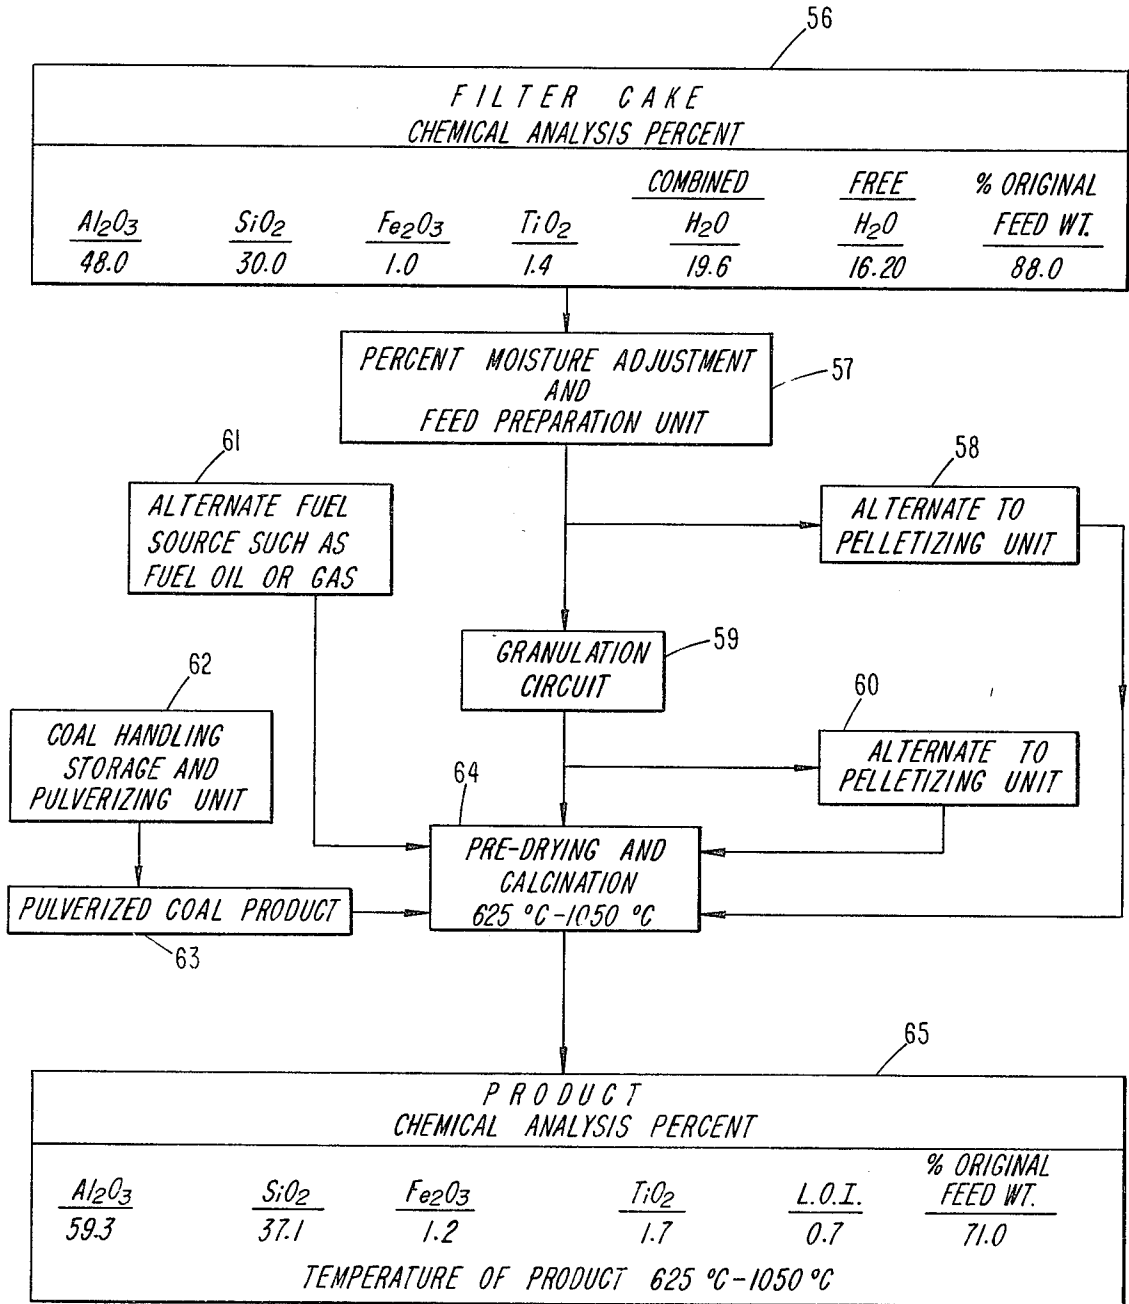 56
FILTER CAKE
CHEMICAL ANALYSIS PERCENT
COMBINED FREE % ORIGINAL
Al2O3 SiO2 Fe2O3 TiO2 H2O H2O FEED WT.
48.0 30.0 1.0 1.4 19.6 16.20 88.0
PERCENT MOISTURE ADJUSTMENT
AND
FEED PREPARATION UNIT
57
61
ALTERNATE FUEL
SOURCE SUCH AS
FUEL OIL OR GAS
58
ALTERNATE TO
PELLETIZING UNIT
59
GRANULATION
CIRCUIT
62
COAL HANDLING
STORAGE AND
PULVERIZING UNIT
60
ALTERNATE TO
PELLETIZING UNIT
64
PRE-DRYING AND
CALCINATION
625 °C-1050 °C
PULVERIZED COAL PRODUCT
63
65
PRODUCT
CHEMICAL ANALYSIS PERCENT
% ORIGINAL
Al2O3 SiO2 Fe2O3 TiO2 L.O.I. FEED WT.
59.3 37.1 1.2 1.7 0.7 71.0
TEMPERATURE OF PRODUCT 625 °C-1050 °C